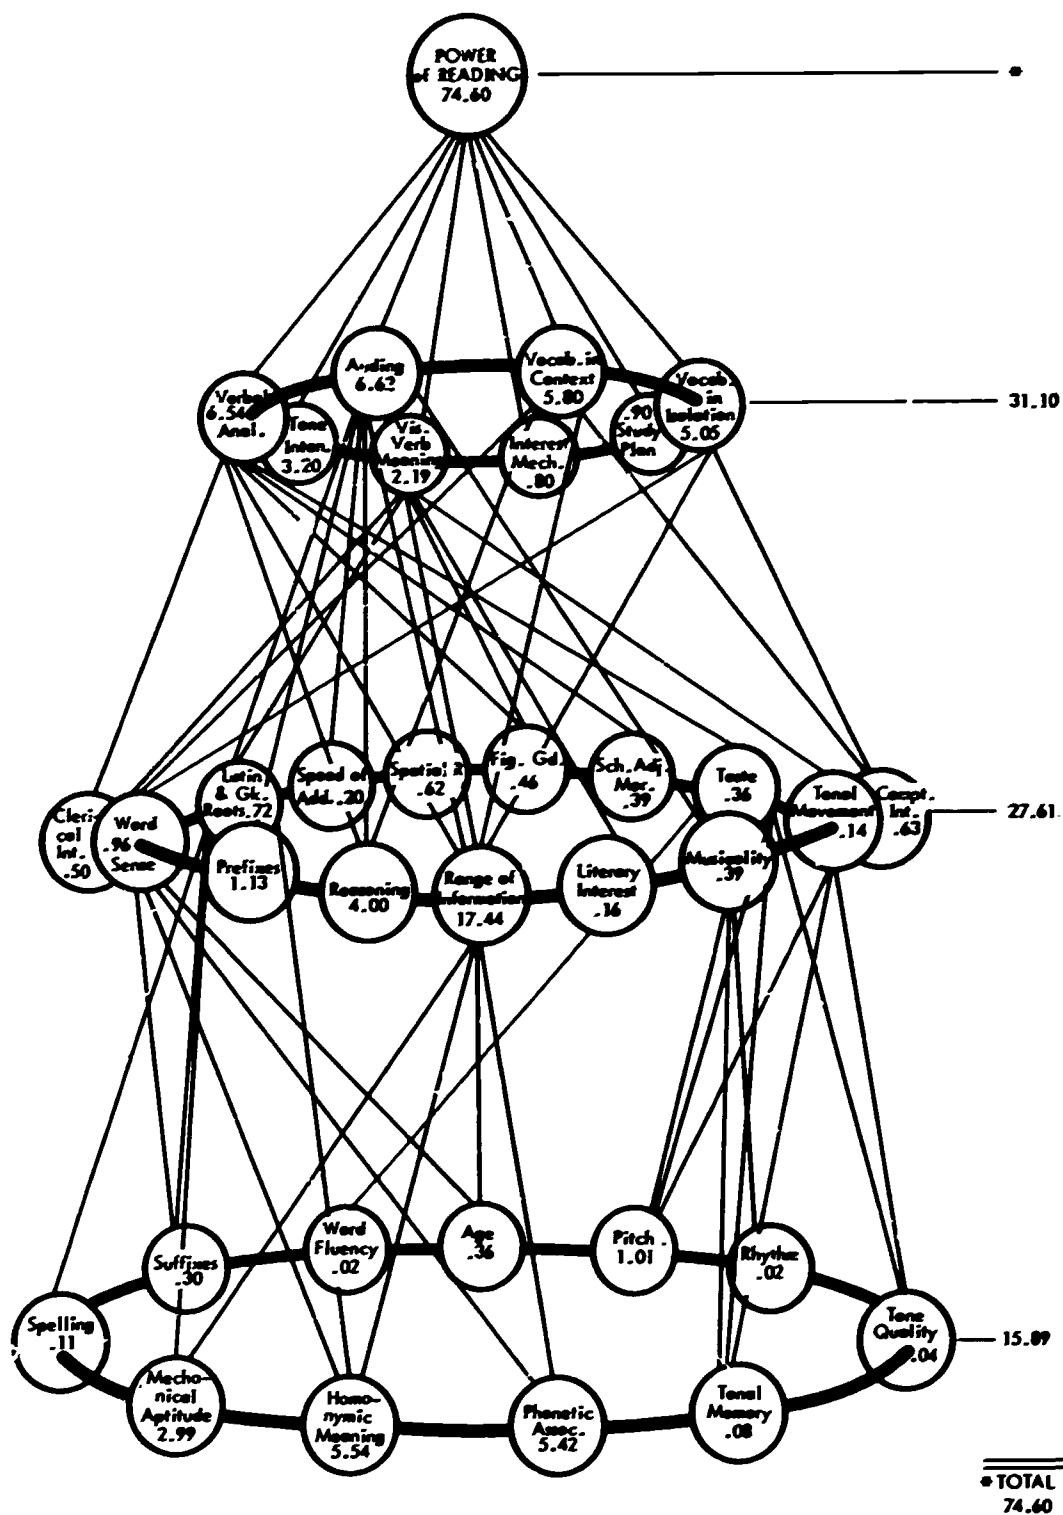 POWER
of READING
74.60
*
Auding
6.62
Vocab. in
Context
5.80
Verbal
6.54
Anal.
Tone
Inten.
3.20
Vis.
Verb
Meaning
2.19
Interest
Mech.
.80
.90
Study
Plan
Vocab.
in
Isolation
5.05
31.10
Cleri-
cal
Int.
.50
Word
.96
Sense
Latin
& Gk.
Roots .72
Prefixes
1.13
Speed of
Add. .20
Reasoning
4.00
Spatial R
.62
Range of
Information
17.44
Fig. Gd.
.46
Literary
Interest
.16
Sch. Adj.
Mor.
.39
Taste
.36
Musicality
.39
Tonal
Movement
.14
Compt.
Int.
.63
27.61
Spelling
.11
Suffixes
.30
Word
Fluency
.02
Age
.36
Pitch
1.01
Rhythm
.02
Tone
Quality
.04
15.89
Mecha-
nical
Aptitude
2.99
Homo-
nymic
Meaning
5.54
Phonetic
Assoc.
5.42
Tonal
Memory
.08
* TOTAL
74.60